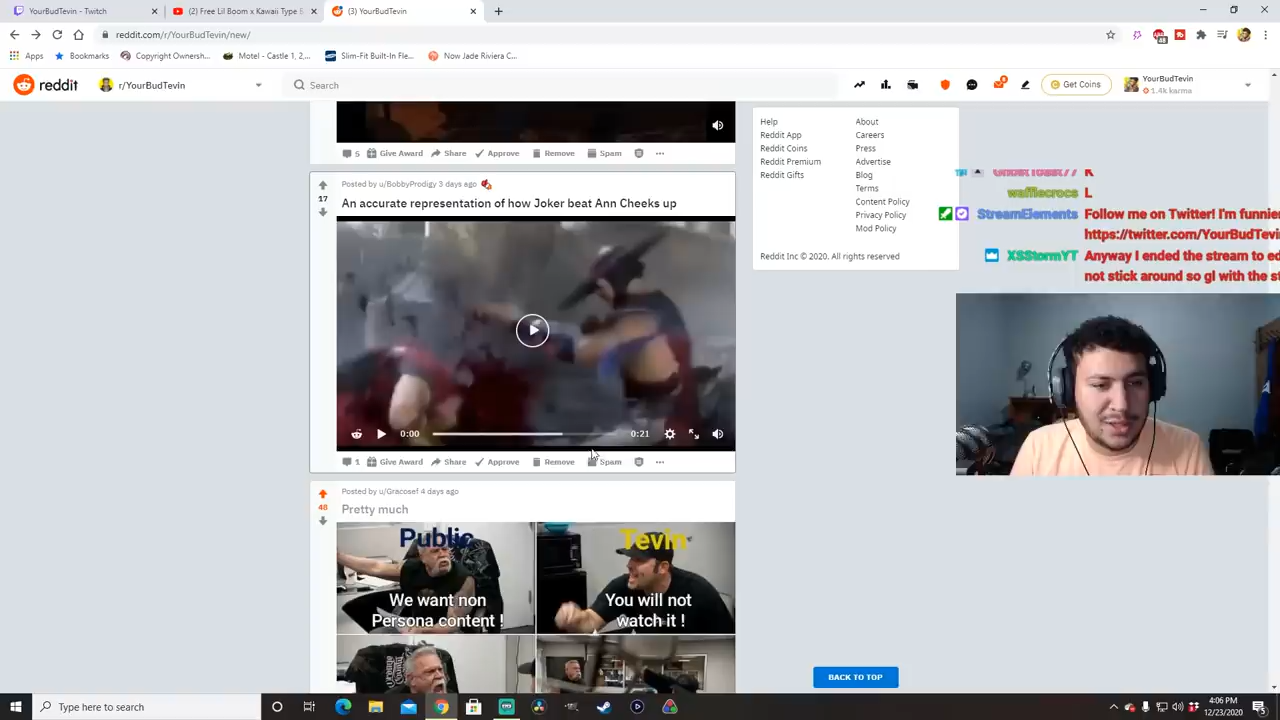 YourBudTevin - Twitch
(2) Free Lil Boom x Kawaii Type B
(3) YourBudTevin
reddit.com/r/YourBudTevin/new/
Apps
Bookmarks
Copyright Ownersh...
Motel - Castle 1, 2,...
Slim-Fit Built-In Fle...
Now Jade Riviera C...
reddit
r/YourBudTevin
Search
Get Coins
YourBudTevin
1.4k karma
5
Give Award
Share
Approve
Remove
Spam
Help
About
Reddit App
Careers
Reddit Coins
Press
Reddit Premium
Advertise
Reddit Gifts
Blog
Terms
Content Policy
Privacy Policy
Mod Policy
Reddit Inc © 2020. All rights reserved
K
wafflecrocs L
StreamElements Follow me on Twitter! I'm funnie
https://twitter.com/YourBudTevi
XSStormYT Anyway I ended the stream to ed
not stick around so gl with the st
Posted by u/BobbyProdigy 3 days ago
17
An accurate representation of how Joker beat Ann Cheeks up
0:00
0:21
1
Give Award
Share
Approve
Remove
Spam
Posted by u/Gracosef 4 days ago
48
Pretty much
Public
Tevin
We want non
Persona content !
You will not
watch it !
BACK TO TOP
Type here to search
4:06 PM
12/23/2020